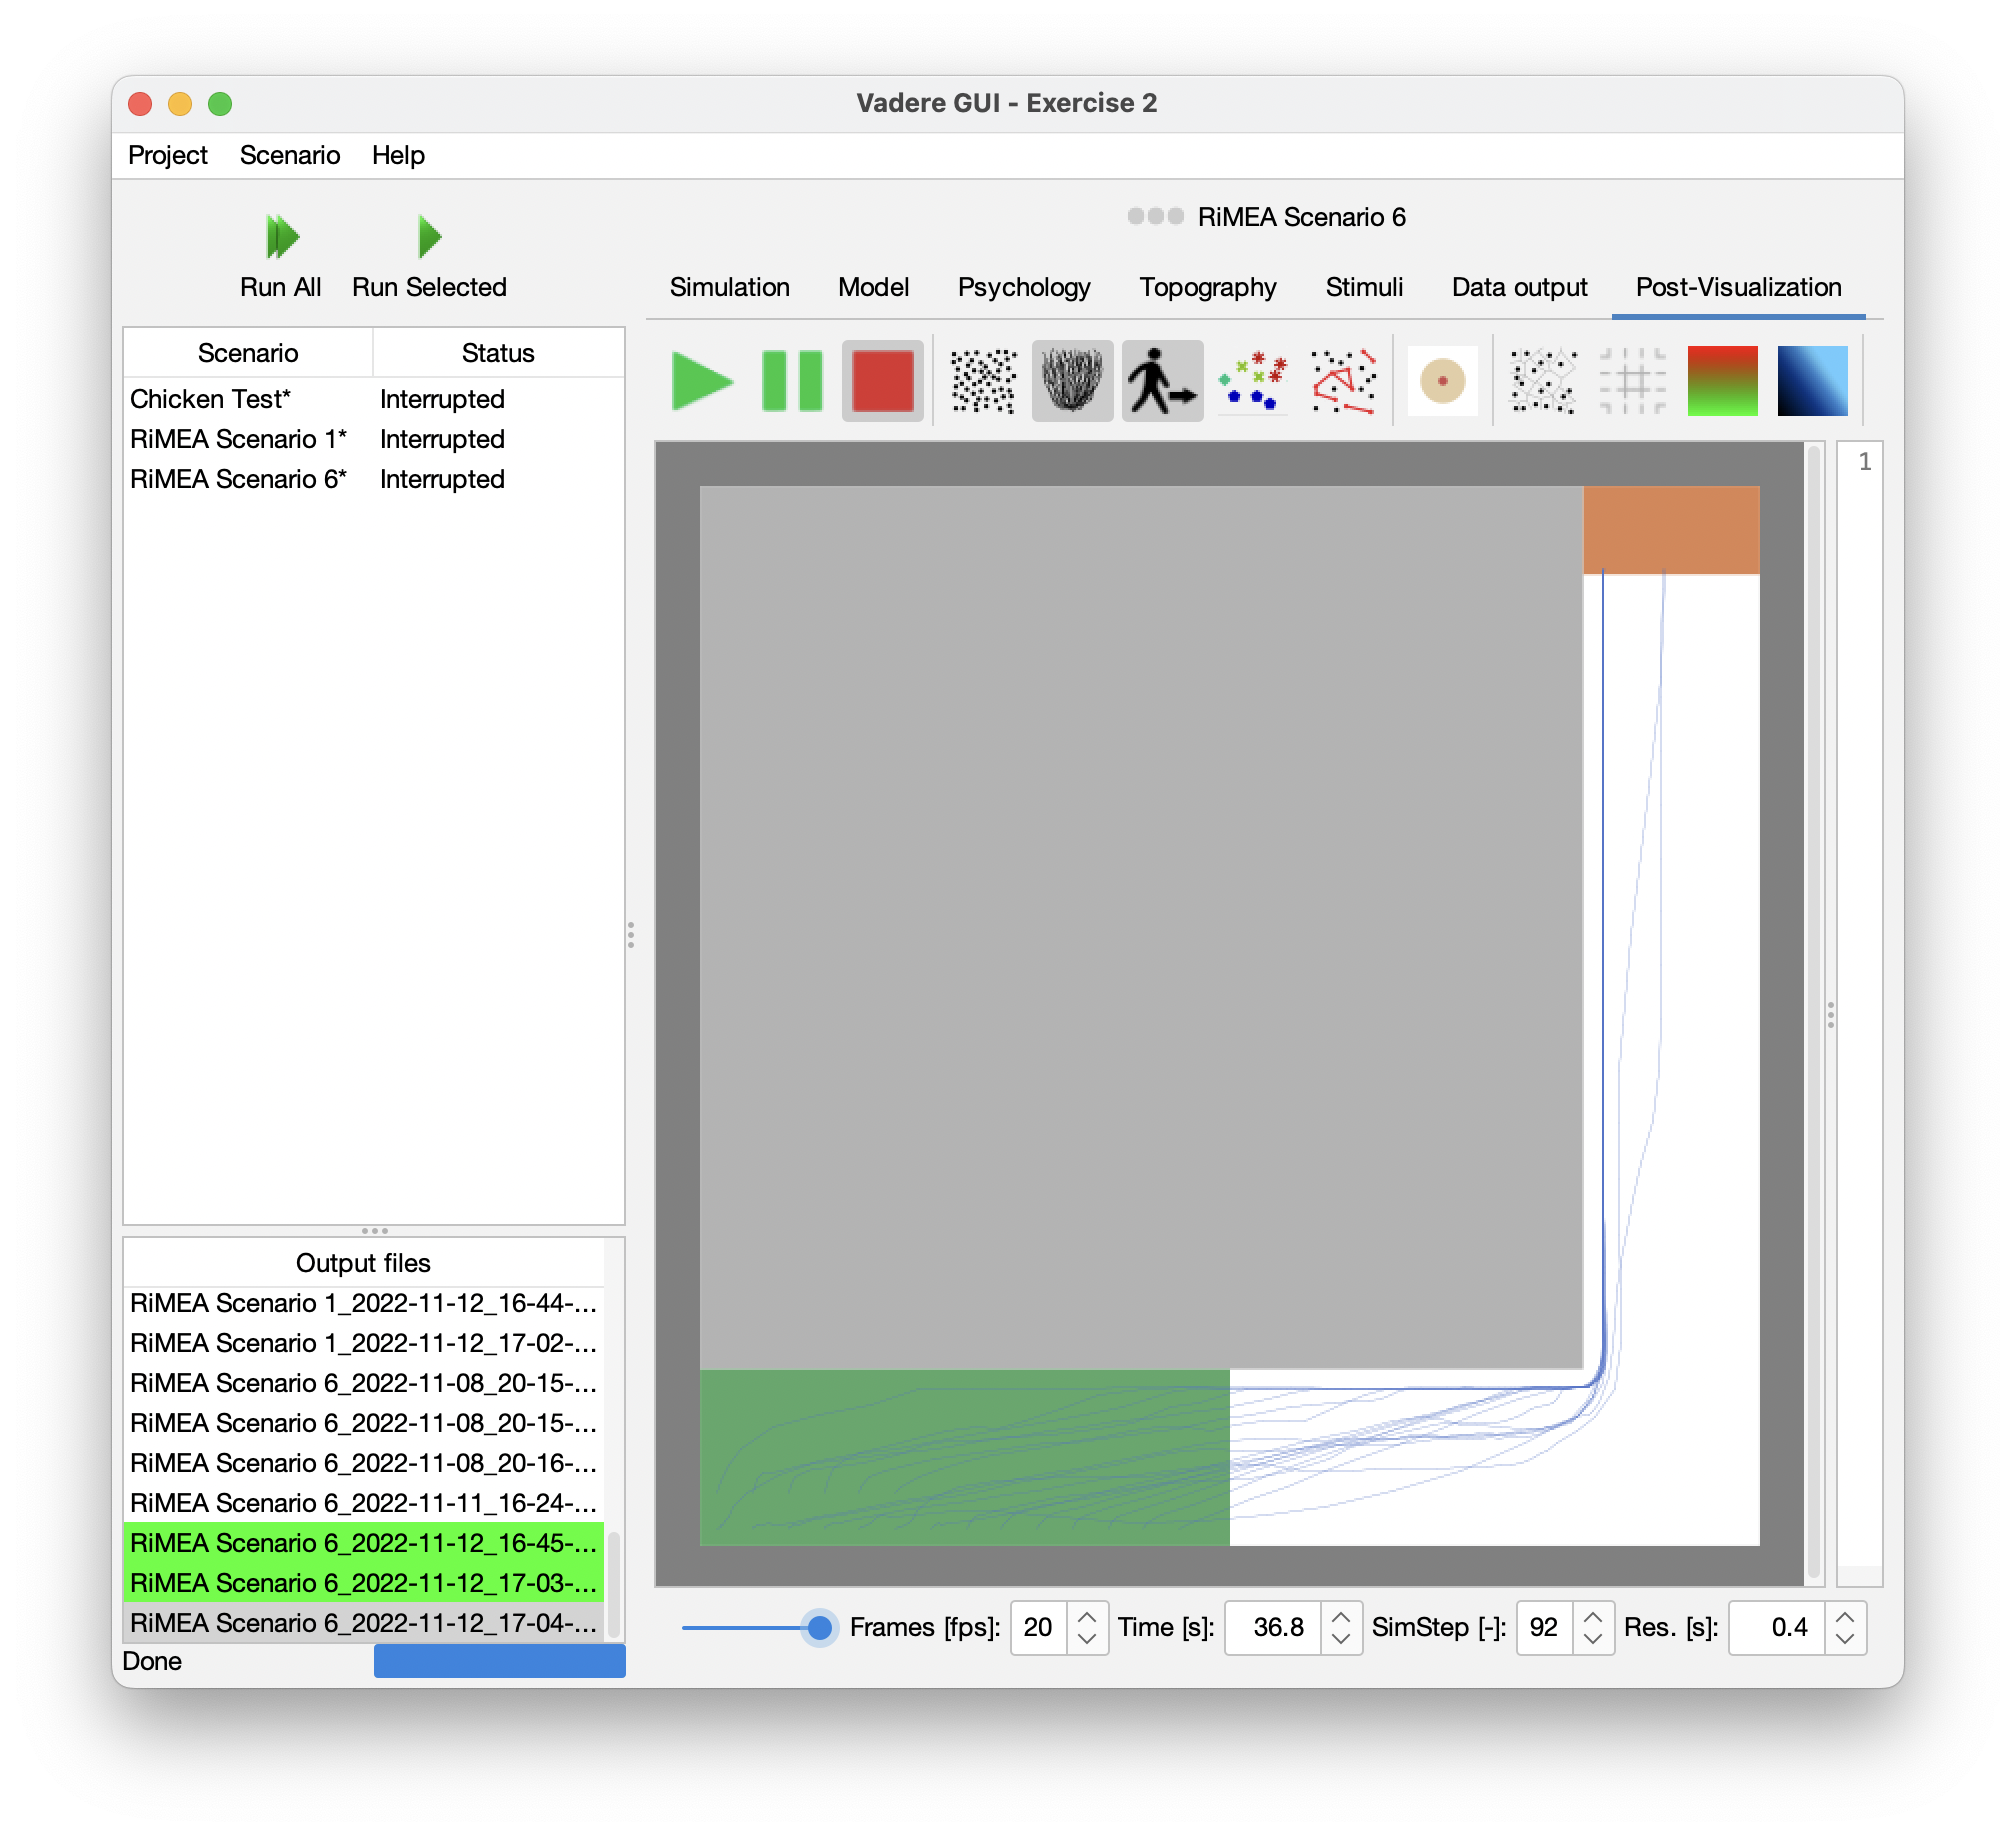 Vadere GUI - Exercise 2
Project Scenario Help
Run All Run Selected
RiMEA Scenario 6
Simulation Model Psychology Topography Stimuli Data output Post-Visualization
Scenario Status
Chicken Test* Interrupted
RiMEA Scenario 1* Interrupted
RiMEA Scenario 6* Interrupted
1
Output files
RiMEA Scenario 1_2022-11-12_16-44-...
RiMEA Scenario 1_2022-11-12_17-02-...
RiMEA Scenario 6_2022-11-08_20-15-...
RiMEA Scenario 6_2022-11-08_20-15-...
RiMEA Scenario 6_2022-11-08_20-16-...
RiMEA Scenario 6_2022-11-11_16-24-...
RiMEA Scenario 6_2022-11-12_16-45-...
RiMEA Scenario 6_2022-11-12_17-03-...
RiMEA Scenario 6_2022-11-12_17-04-...
Done
Frames [fps]: 20 Time [s]: 36.8 SimStep [-]: 92 Res. [s]: 0.4